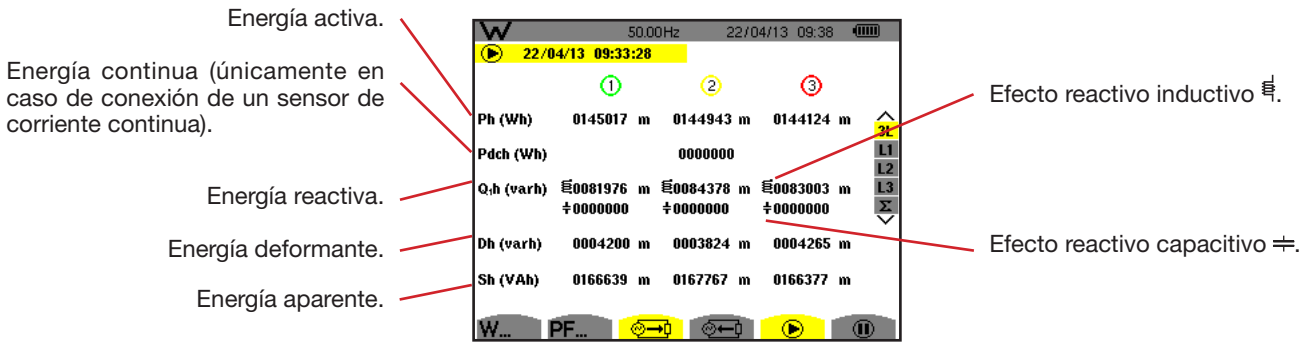 Energía activa.
Energía continua (únicamente en
caso de conexión de un sensor de
corriente continua).
Energía reactiva.
Energía deformante.
Energía aparente.
W 50.00Hz 22/04/13 09:38
22/04/13 09:33:28
1 2 3
Ph (Wh) 0145017 m 0144943 m 0144124 m
Pdch (Wh) 0000000
Q₁h (varh) 0081976 m 0084378 m 0083003 m
0000000 0000000 0000000
Dh (varh) 0004200 m 0003824 m 0004265 m
Sh (VAh) 0166639 m 0167767 m 0166377 m
3L
L1
L2
L3
Σ
W... PF...
Efecto reactivo inductivo .
Efecto reactivo capacitivo .